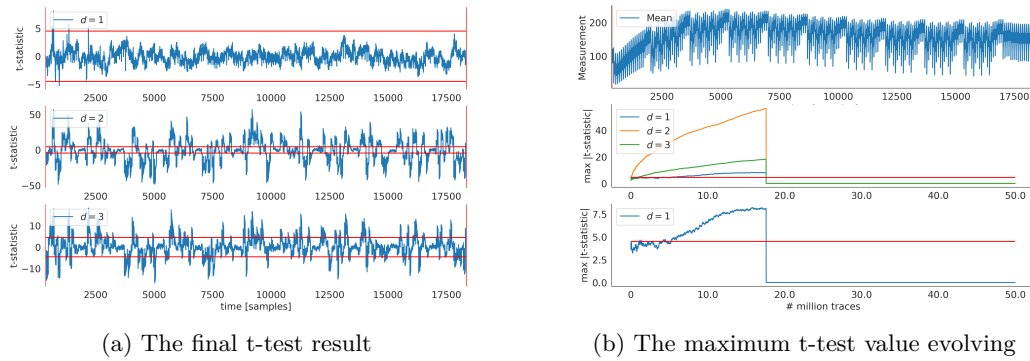 d = 1
t-statistic
5
0
−5
2500 5000 7500 10000 12500 15000 17500
d = 2
t-statistic
50
0
−50
2500 5000 7500 10000 12500 15000 17500
d = 3
t-statistic
10
0
−10
2500 5000 7500 10000 12500 15000 17500
time [samples]
(a) The final t-test result
Mean
Measurement
200
100
2500 5000 7500 10000 12500 15000 17500
d = 1
d = 2
d = 3
max |t-statistic|
40
20
0
0 10.0 20.0 30.0 40.0 50.0
d = 1
max |t-statistic|
7.5
5.0
2.5
0.0
0 10.0 20.0 30.0 40.0 50.0
# million traces
(b) The maximum t-test value evolving